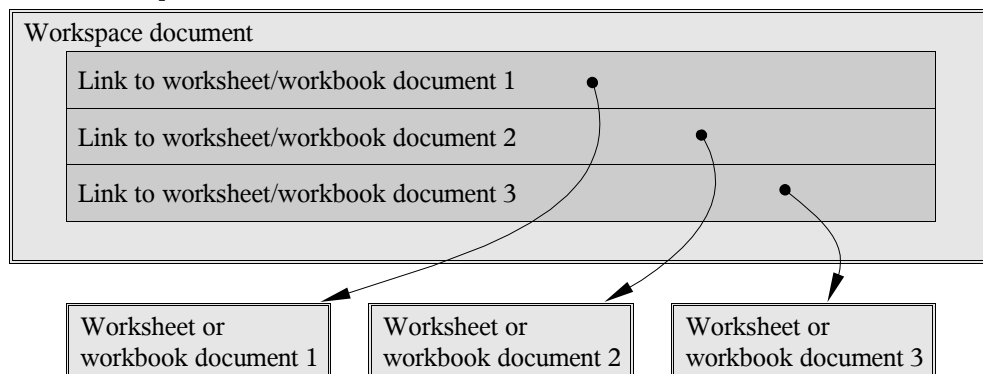 Workspace document
Link to worksheet/workbook document 1
Link to worksheet/workbook document 2
Link to worksheet/workbook document 3
Worksheet or
workbook document 1
Worksheet or
workbook document 2
Worksheet or
workbook document 3